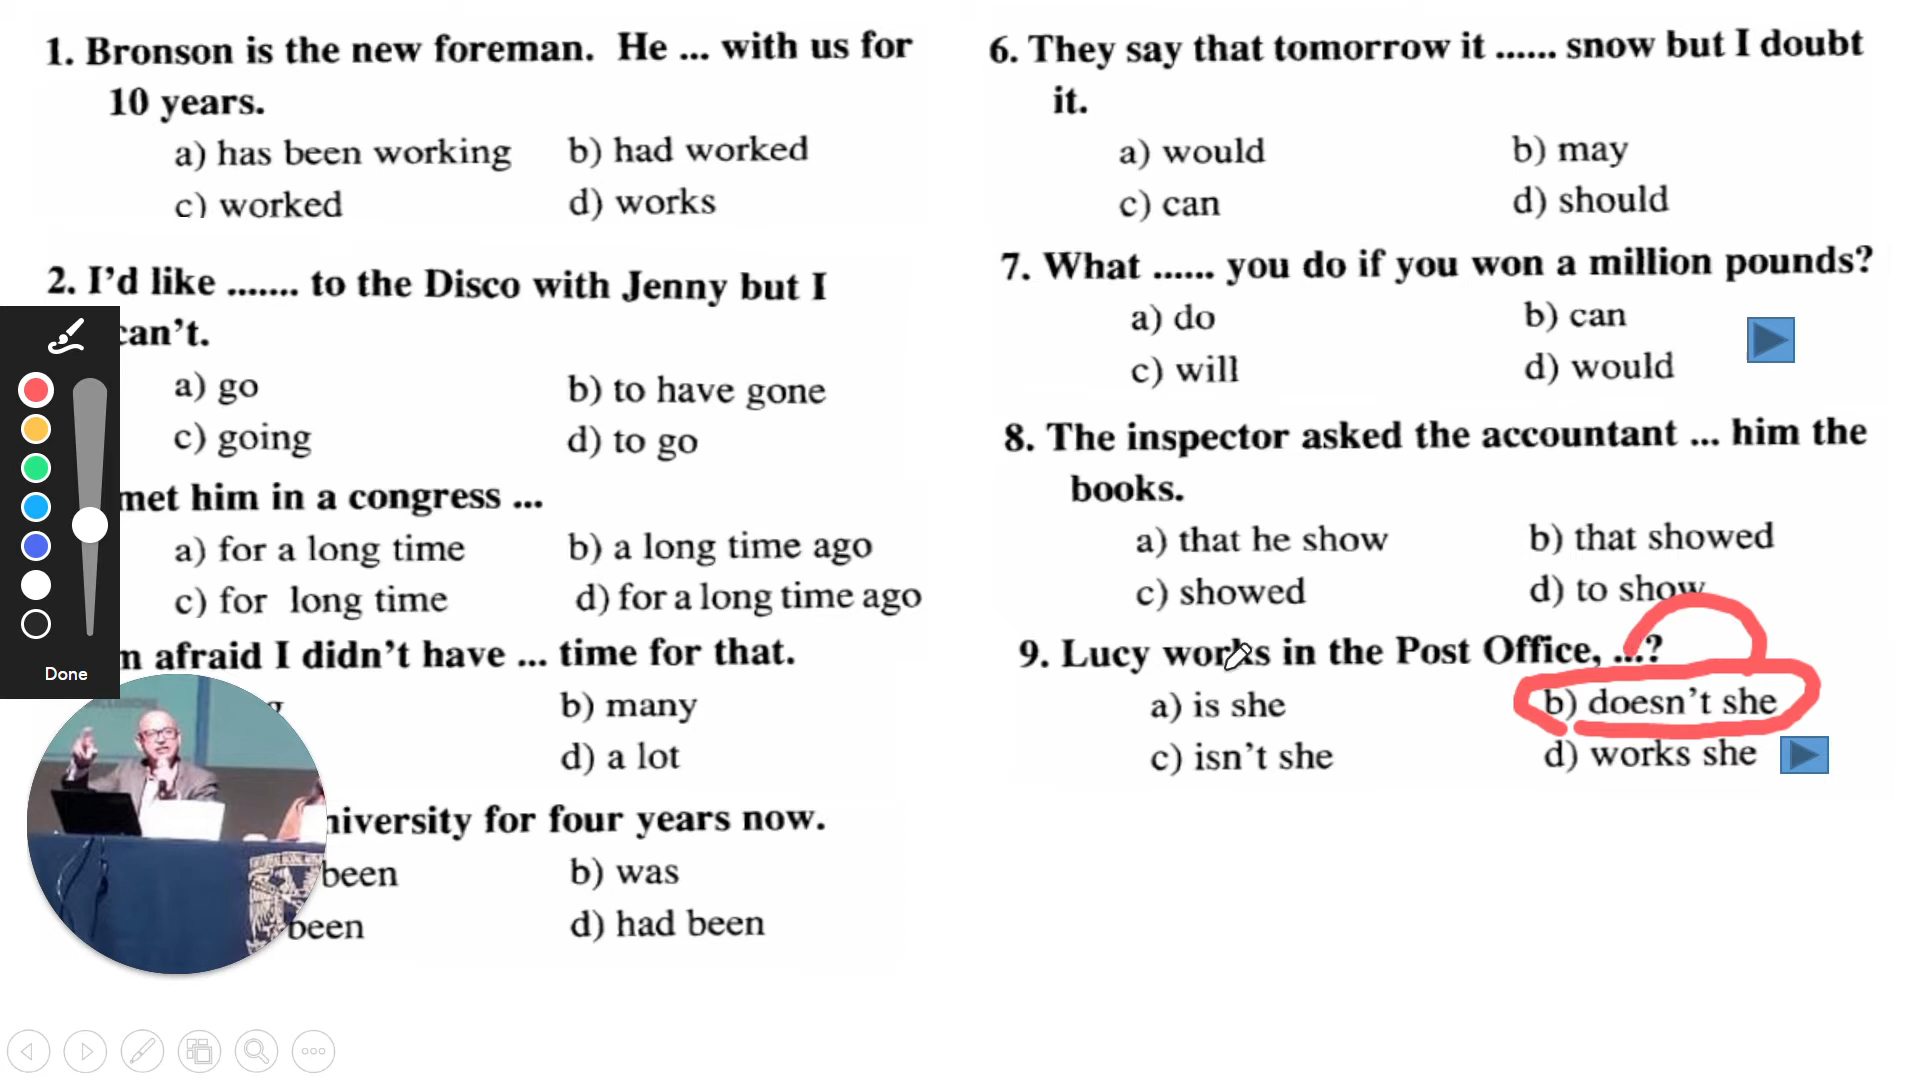 1. Bronson is the new foreman. He ... with us for
10 years.
a) has been working b) had worked
c) worked d) works
2. I'd like ....... to the Disco with Jenny but I
can't.
a) go b) to have gone
c) going d) to go
met him in a congress ...
a) for a long time b) a long time ago
c) for long time d) for a long time ago
afraid I didn't have ... time for that.
b) many
d) a lot
for four years now.
been b) was
been d) had been
6. They say that tomorrow it ...... snow but I doubt
it.
a) would b) may
c) can d) should
7. What ...... you do if you won a million pounds?
a) do b) can
c) will d) would
8. The inspector asked the accountant ... him the
books.
a) that he show b) that showed
c) showed d) to show
9. Lucy works in the Post Office, ...?
a) is she b) doesn't she
c) isn't she d) works she
Done